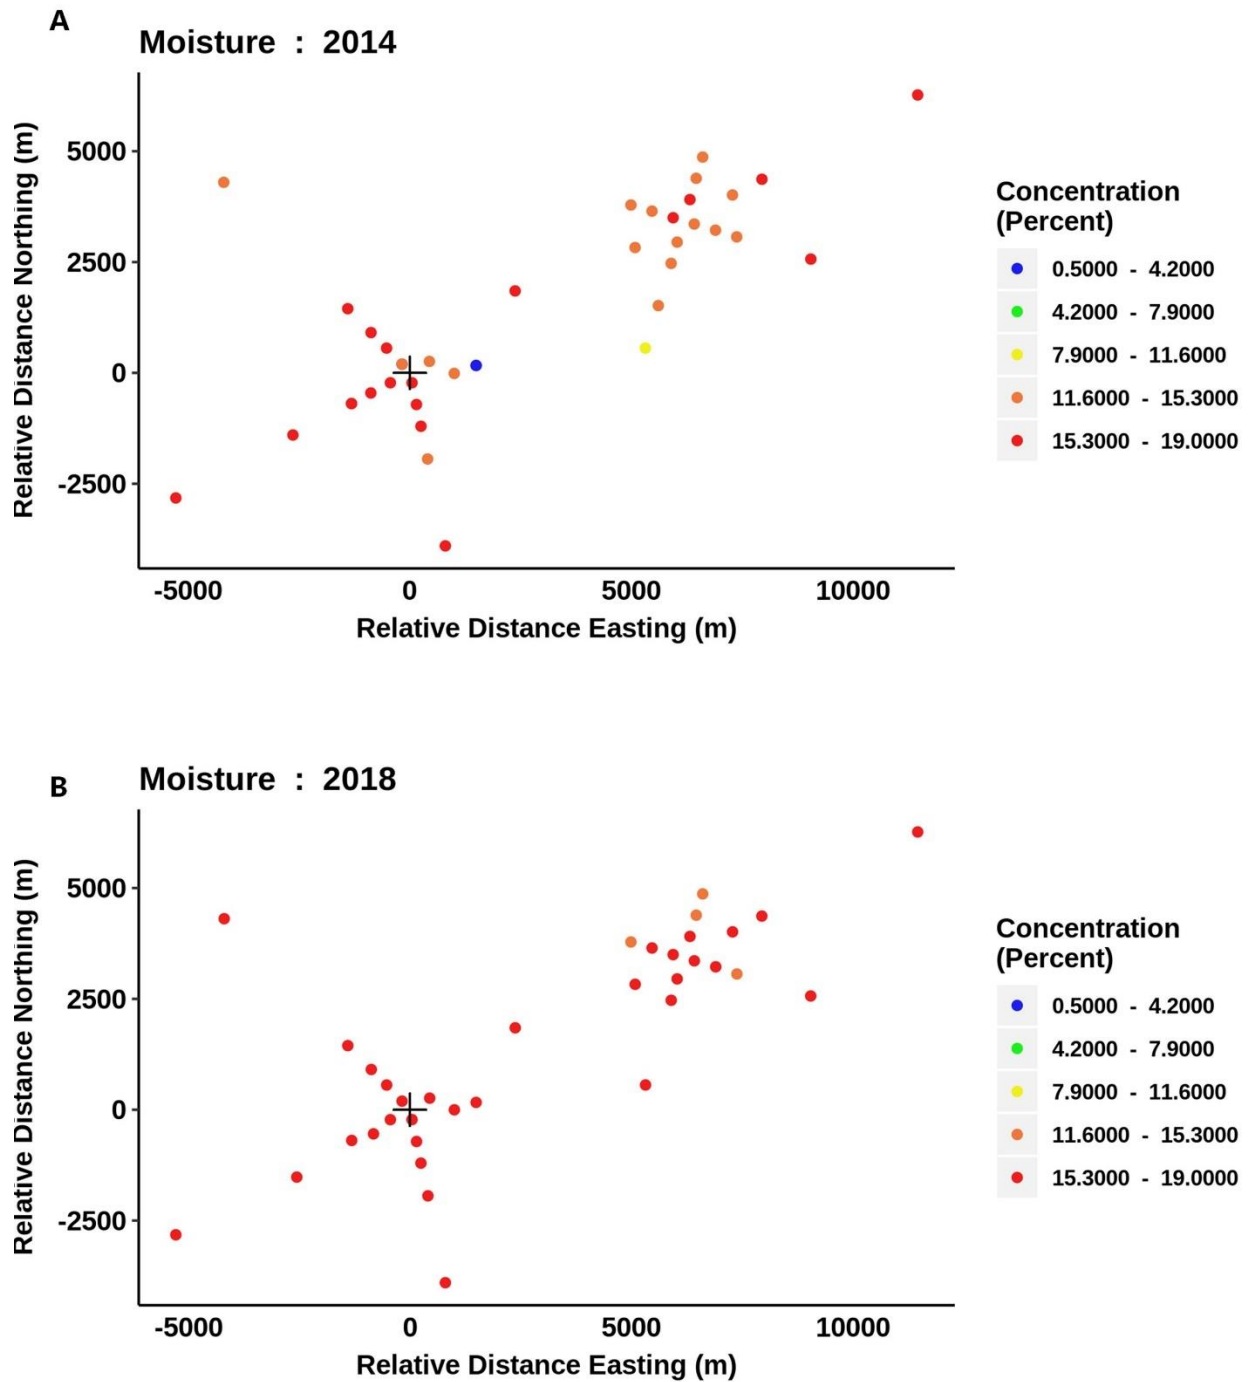 A
Moisture : 2014
Relative Distance Northing (m)
5000
2500
0
-2500
-5000 0 5000 10000
Relative Distance Easting (m)
Concentration
(Percent)
0.5000 - 4.2000
4.2000 - 7.9000
7.9000 - 11.6000
11.6000 - 15.3000
15.3000 - 19.0000
B
Moisture : 2018
Relative Distance Northing (m)
5000
2500
0
-2500
-5000 0 5000 10000
Relative Distance Easting (m)
Concentration
(Percent)
0.5000 - 4.2000
4.2000 - 7.9000
7.9000 - 11.6000
11.6000 - 15.3000
15.3000 - 19.0000